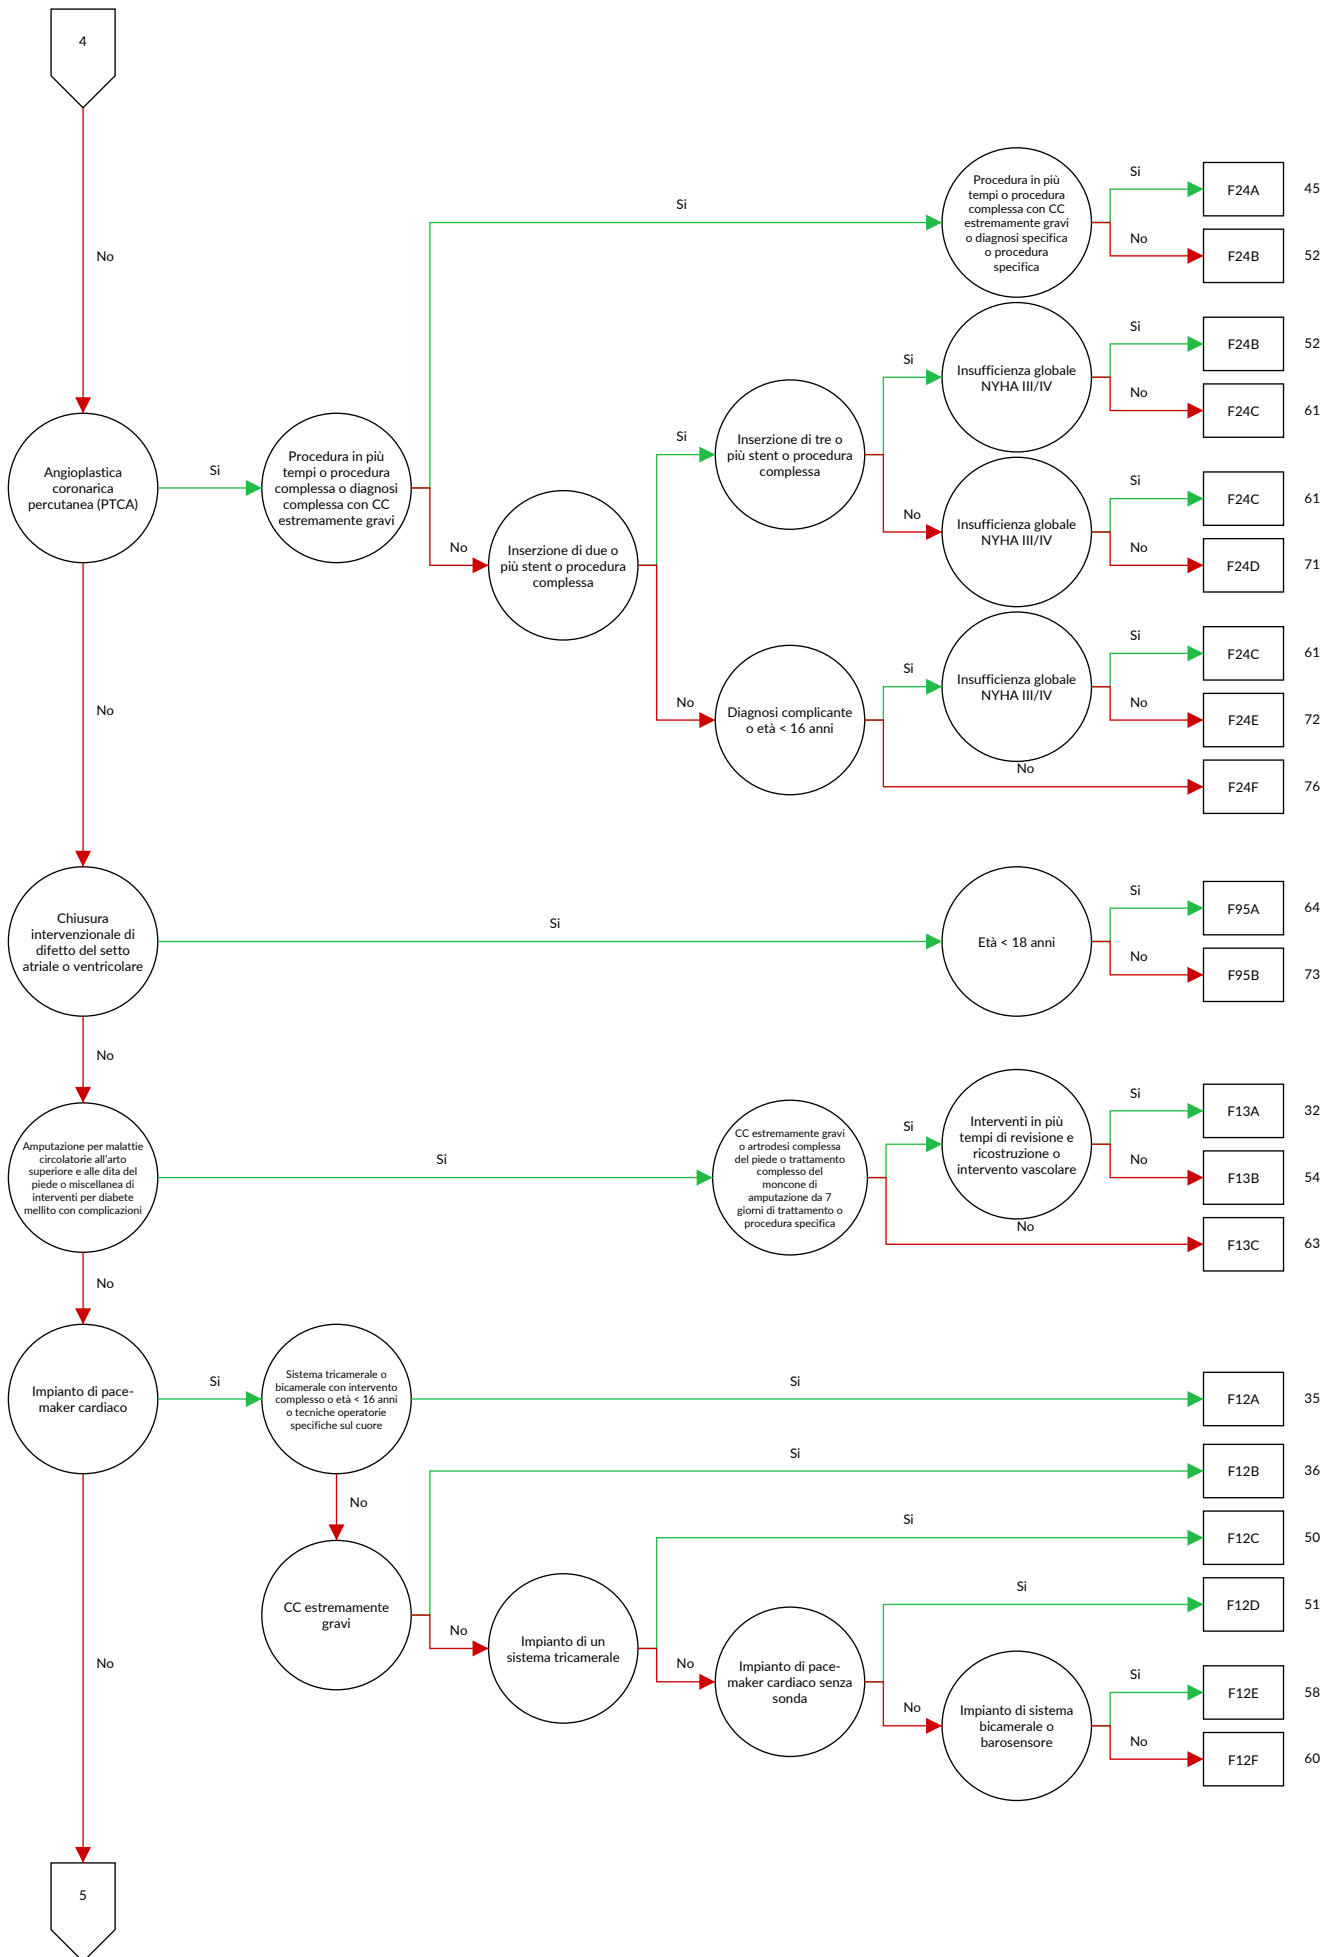 4
No
Procedura in più
tempi o procedura
complessa con CC
estremamente gravi
o diagnosi specifica
o procedura
specifica
Si
Si
F24A
45
No
F24B
52
Angioplastica
coronarica
percutanea (PTCA)
Si
Procedura in più
tempi o procedura
complessa o diagnosi
complessa con CC
estremamente gravi
No
Inserzione di due o
più stent o procedura
complessa
Si
Inserzione di tre o
più stent o procedura
complessa
Si
Insufficienza globale
NYHA III/IV
Si
F24B
52
No
F24C
61
No
Insufficienza globale
NYHA III/IV
Si
F24C
61
No
F24D
71
No
Diagnosi complicante
o età < 16 anni
Si
Insufficienza globale
NYHA III/IV
Si
F24C
61
No
F24E
72
No
F24F
76
No
Chiusura
intervenzionale di
difetto del setto
atriale o ventricolare
Si
Età < 18 anni
Si
F95A
64
No
F95B
73
No
Amputazione per malattie
circolatorie all'arto
superiore e alle dita del
piede o miscellanea di
interventi per diabete
mellito con complicazioni
Si
CC estremamente gravi
o artrodesi complessa
del piede o trattamento
complesso del
moncone di
amputazione da 7
giorni di trattamento o
procedura specifica
Si
Interventi in più
tempi di revisione e
ricostruzione o
intervento vascolare
Si
F13A
32
No
F13B
54
No
F13C
63
No
Impianto di pace-
maker cardiaco
Si
Sistema tricamerale o
bicamerale con intervento
complesso o età < 16 anni
o tecniche operatorie
specifiche sul cuore
Si
F12A
35
No
CC estremamente
gravi
Si
F12B
36
No
Impianto di un
sistema tricamerale
Si
F12C
50
No
Impianto di pace-
maker cardiaco senza
sonda
Si
F12D
51
No
Impianto di sistema
bicamerale o
barosensore
Si
F12E
58
No
F12F
60
No
5